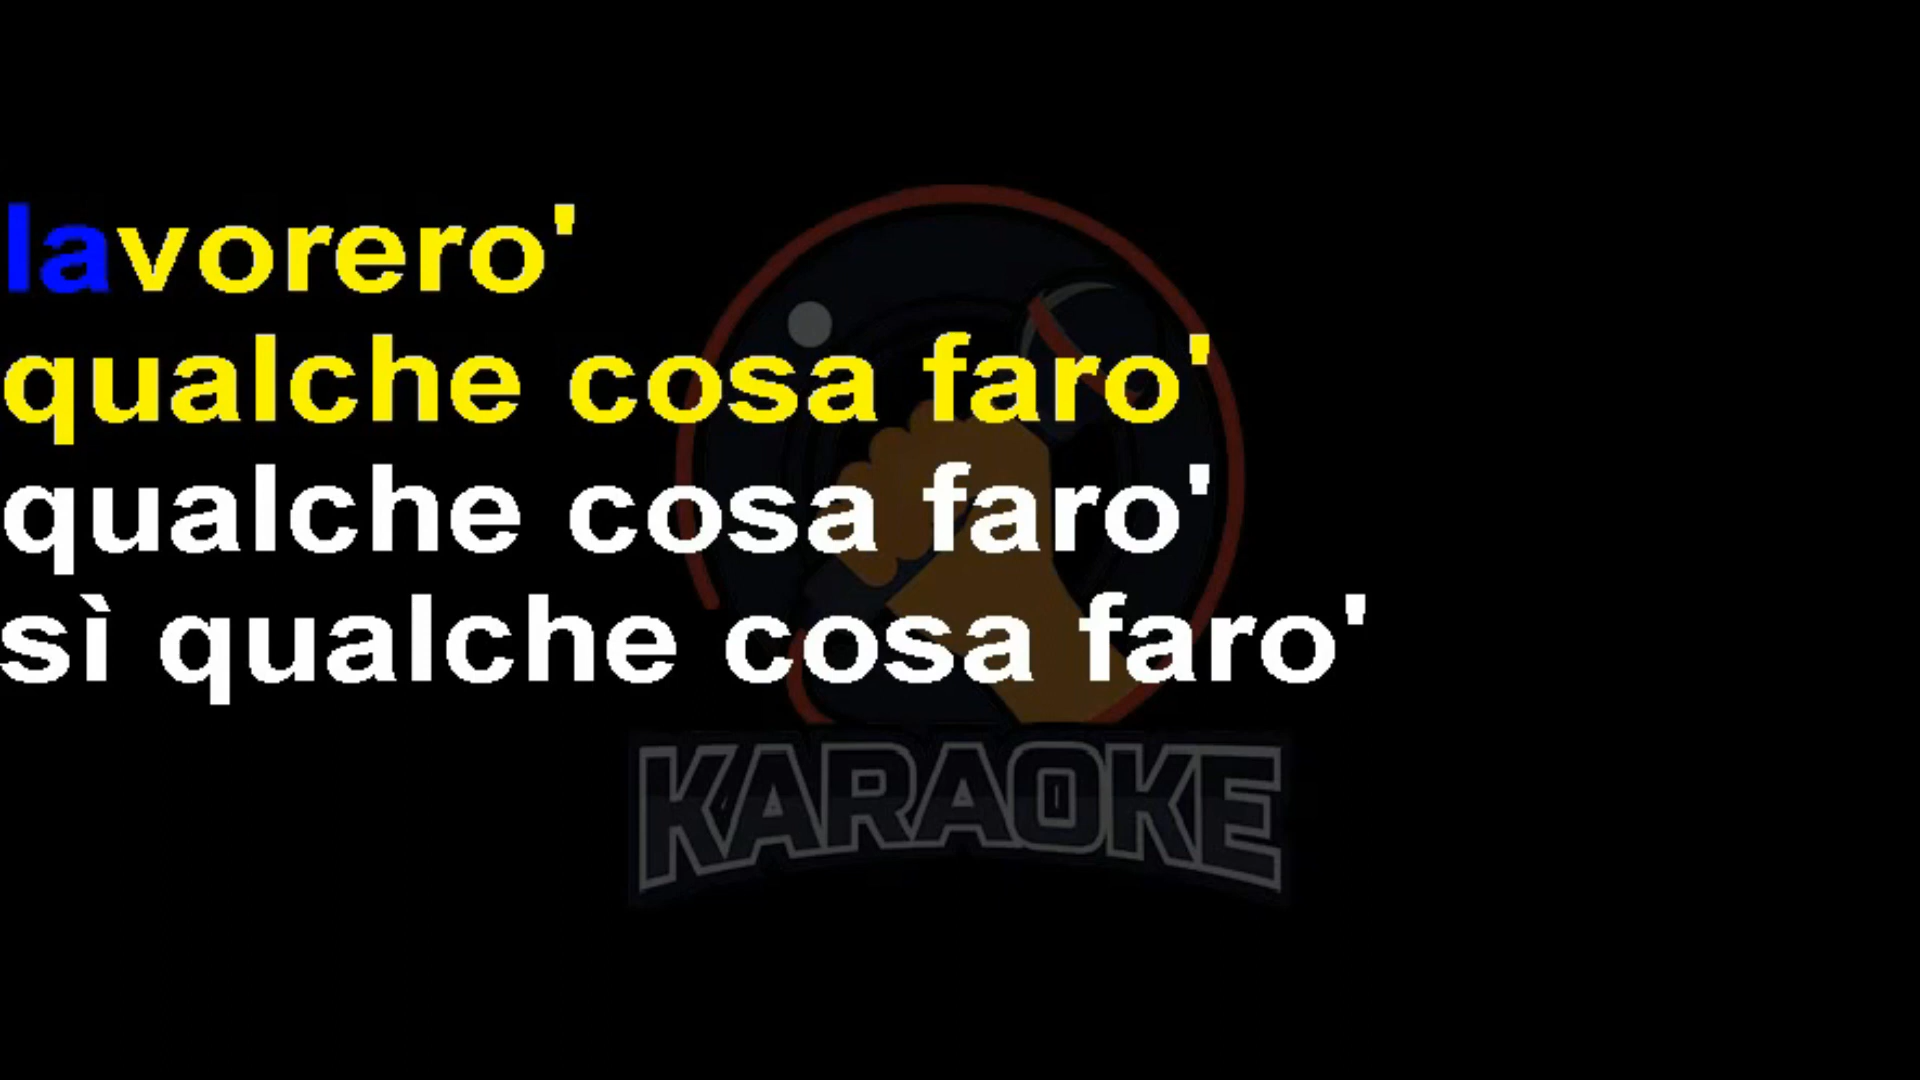 lavorero'
qualche cosa faro'
qualche cosa faro'
sì qualche cosa faro'
KARAOKE